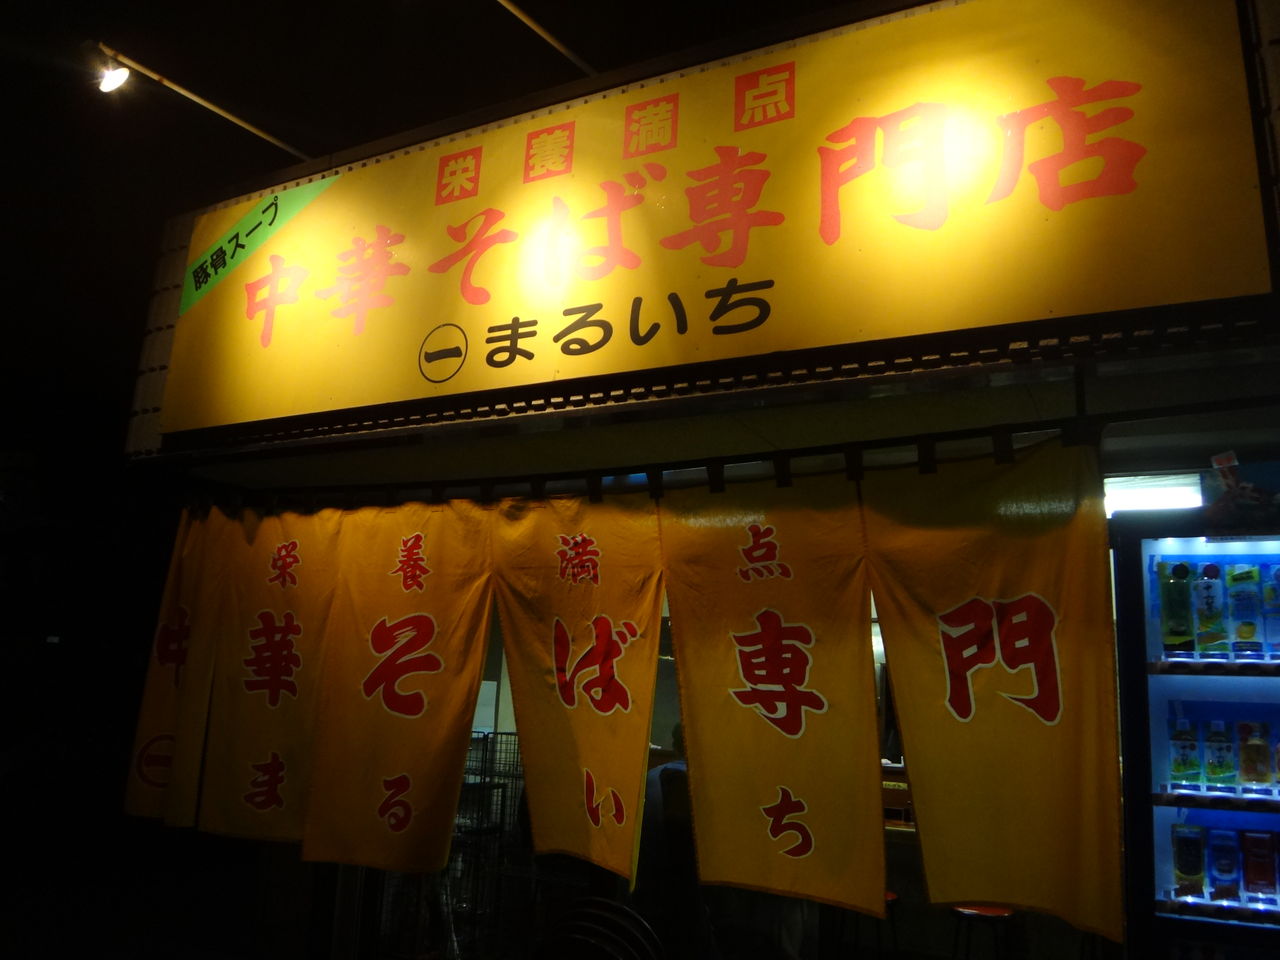 豚骨スープ
栄養満点
中華そば専門店
㊀まるいち
栄養満点
中華そば専門
㊀まるいち